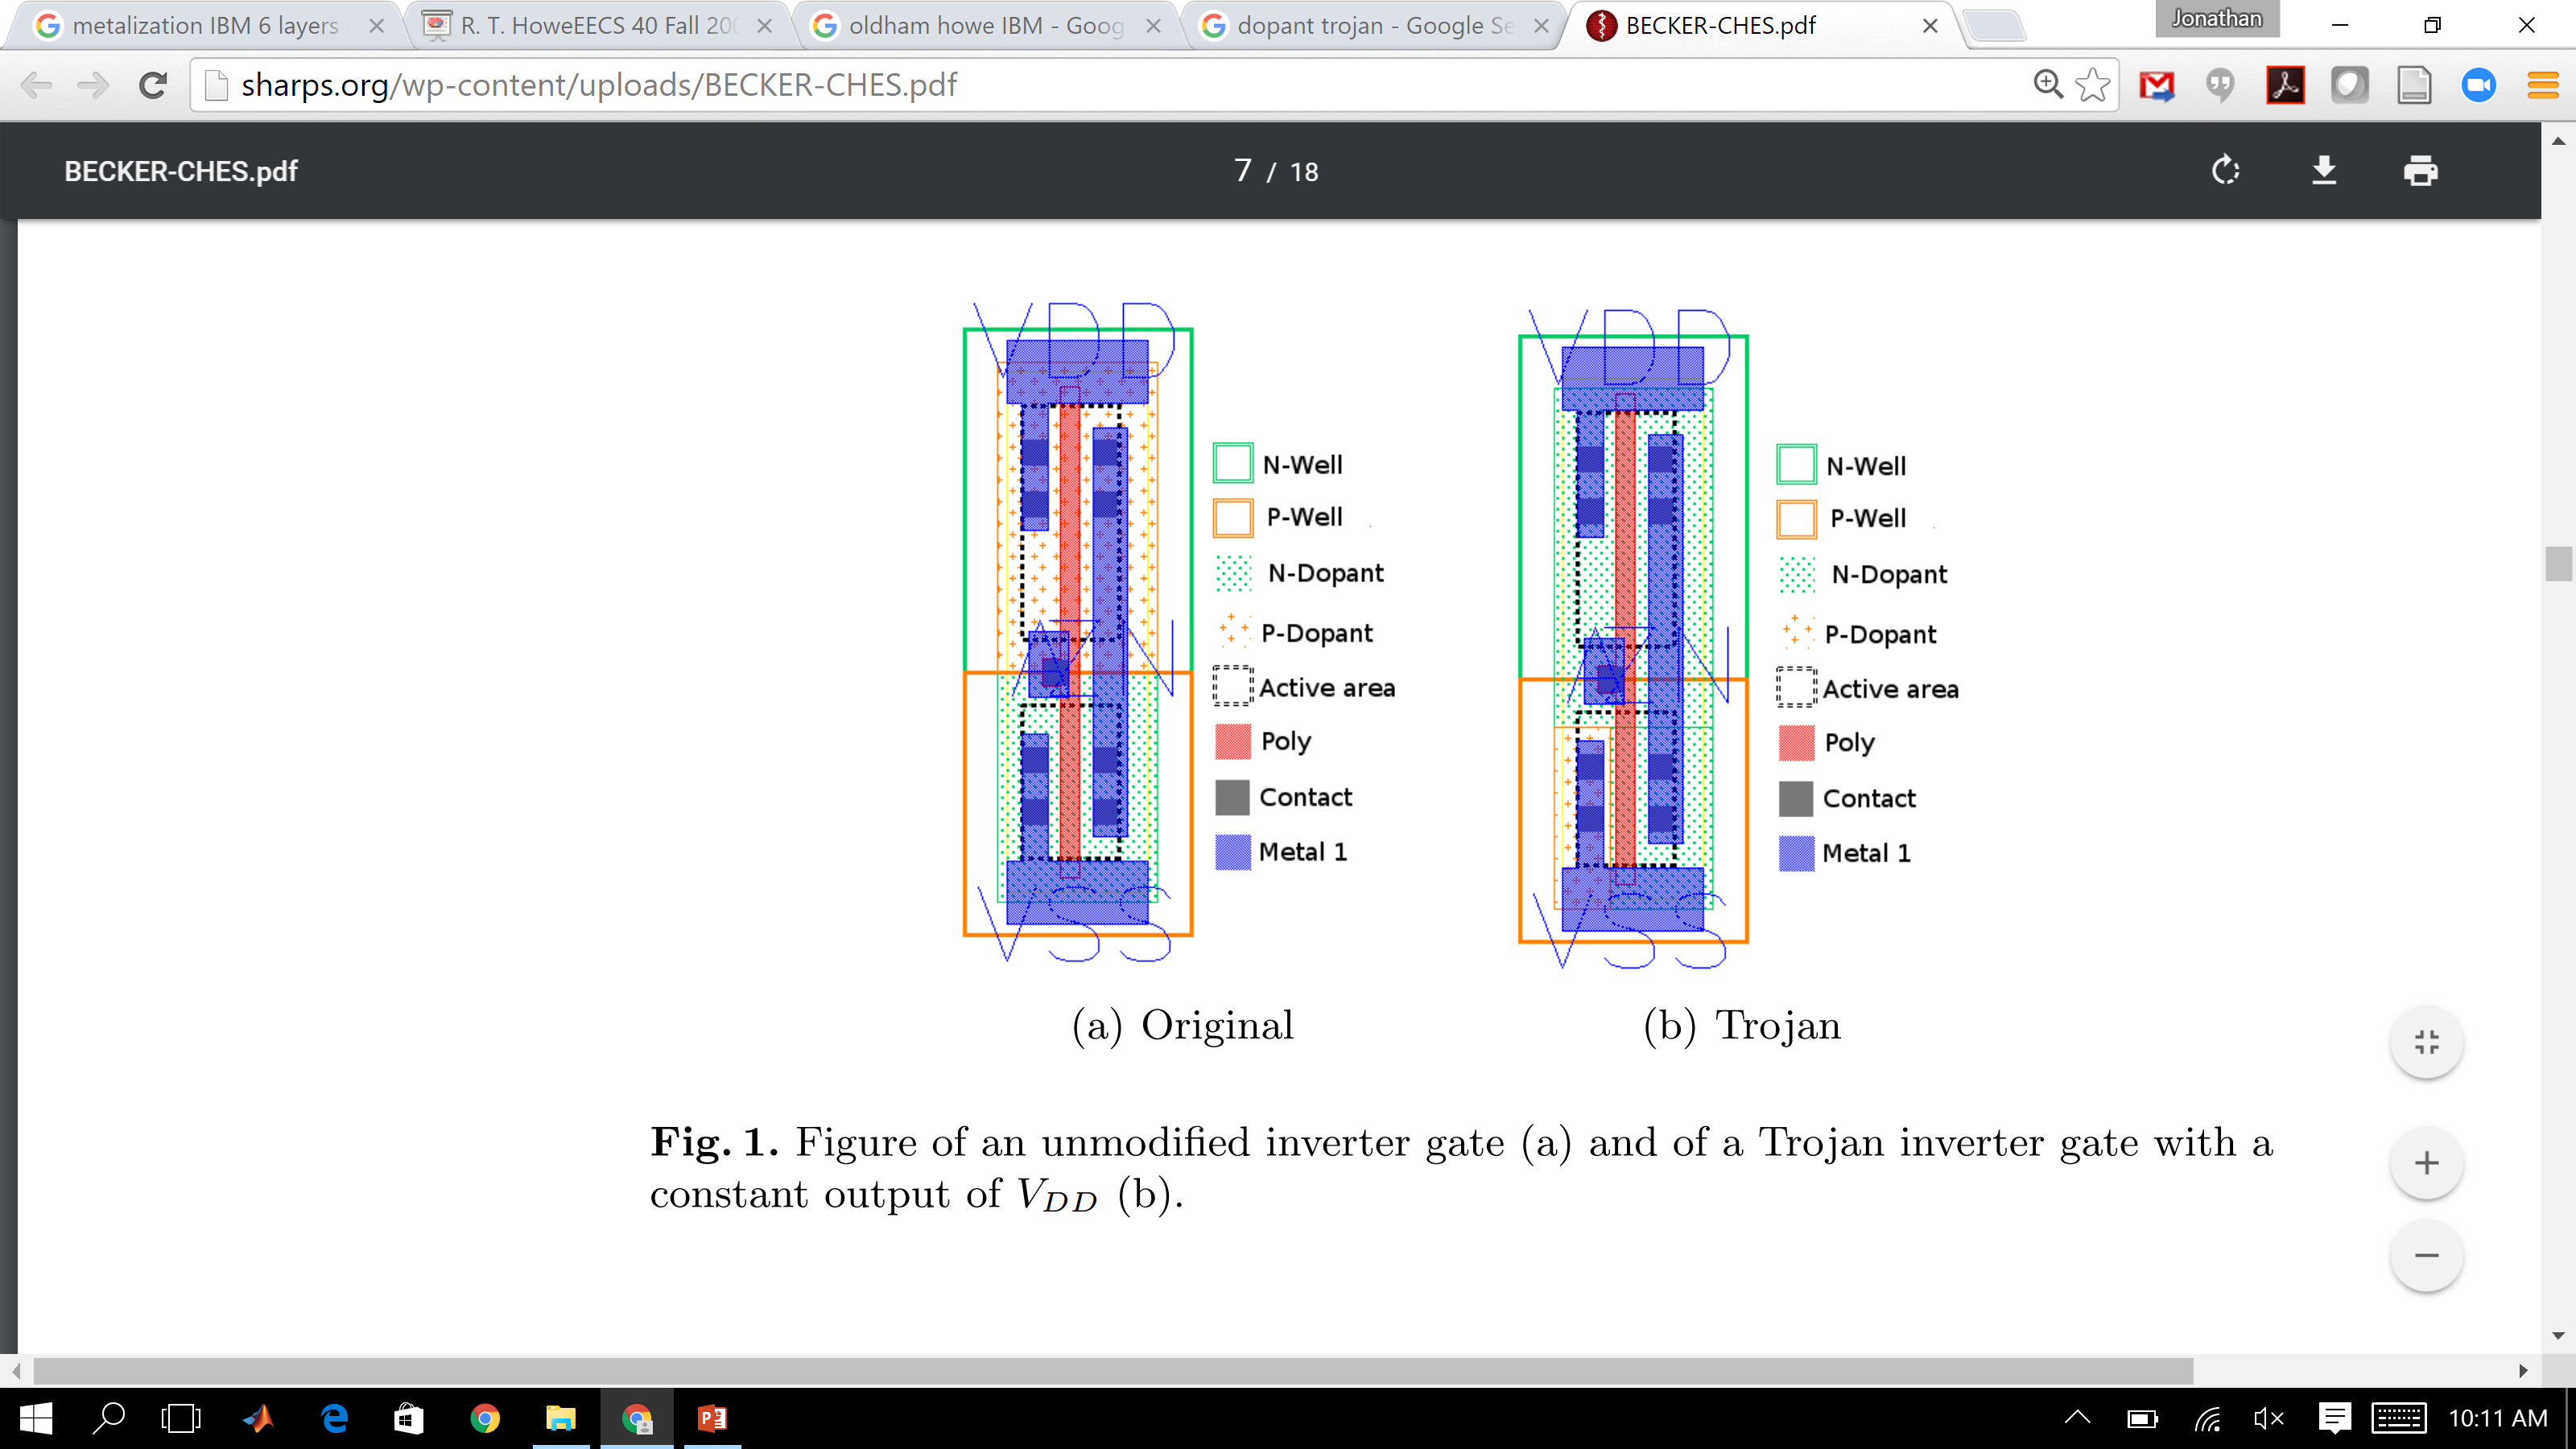 metalization IBM 6 layers
R. T. HoweEECS 40 Fall 200
oldham howe IBM - Goog
dopant trojan - Google Se
BECKER-CHES.pdf
Jonathan
sharps.org/wp-content/uploads/BECKER-CHES.pdf
BECKER-CHES.pdf
7 / 18
VDD
VDD
N-Well
P-Well
N-Dopant
P-Dopant
Active area
Poly
Contact
Metal 1
N-Well
P-Well
N-Dopant
P-Dopant
Active area
Poly
Contact
Metal 1
VSS
VSS
(a) Original
(b) Trojan
Fig. 1. Figure of an unmodified inverter gate (a) and of a Trojan inverter gate with a
constant output of VDD (b).
10:11 AM